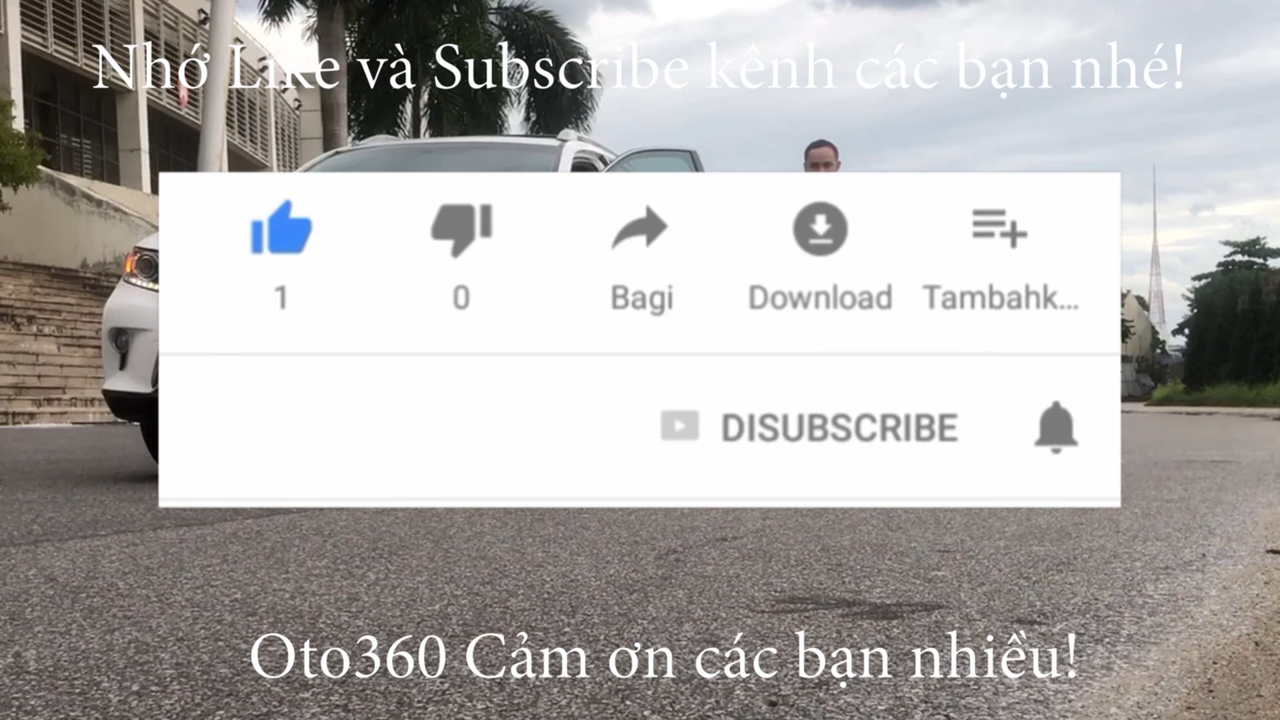 Nhớ Like và Subscribe kênh các bạn nhé!
1 0 Bagi Download Tambahk...
DISUBSCRIBE
Oto360 Cảm ơn các bạn nhiều!